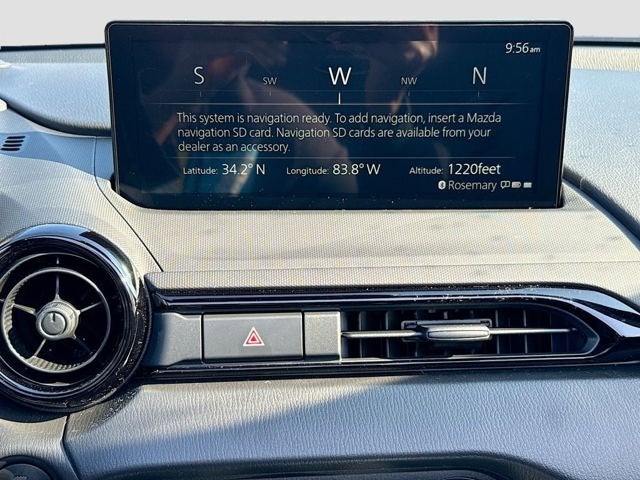 9:56am
S SW W NW N
This system is navigation ready. To add navigation, insert a Mazda
navigation SD card. Navigation SD cards are available from your
dealer as an accessory.
Latitude: 34.2° N Longitude: 83.8° W Altitude: 1220feet
Rosemary